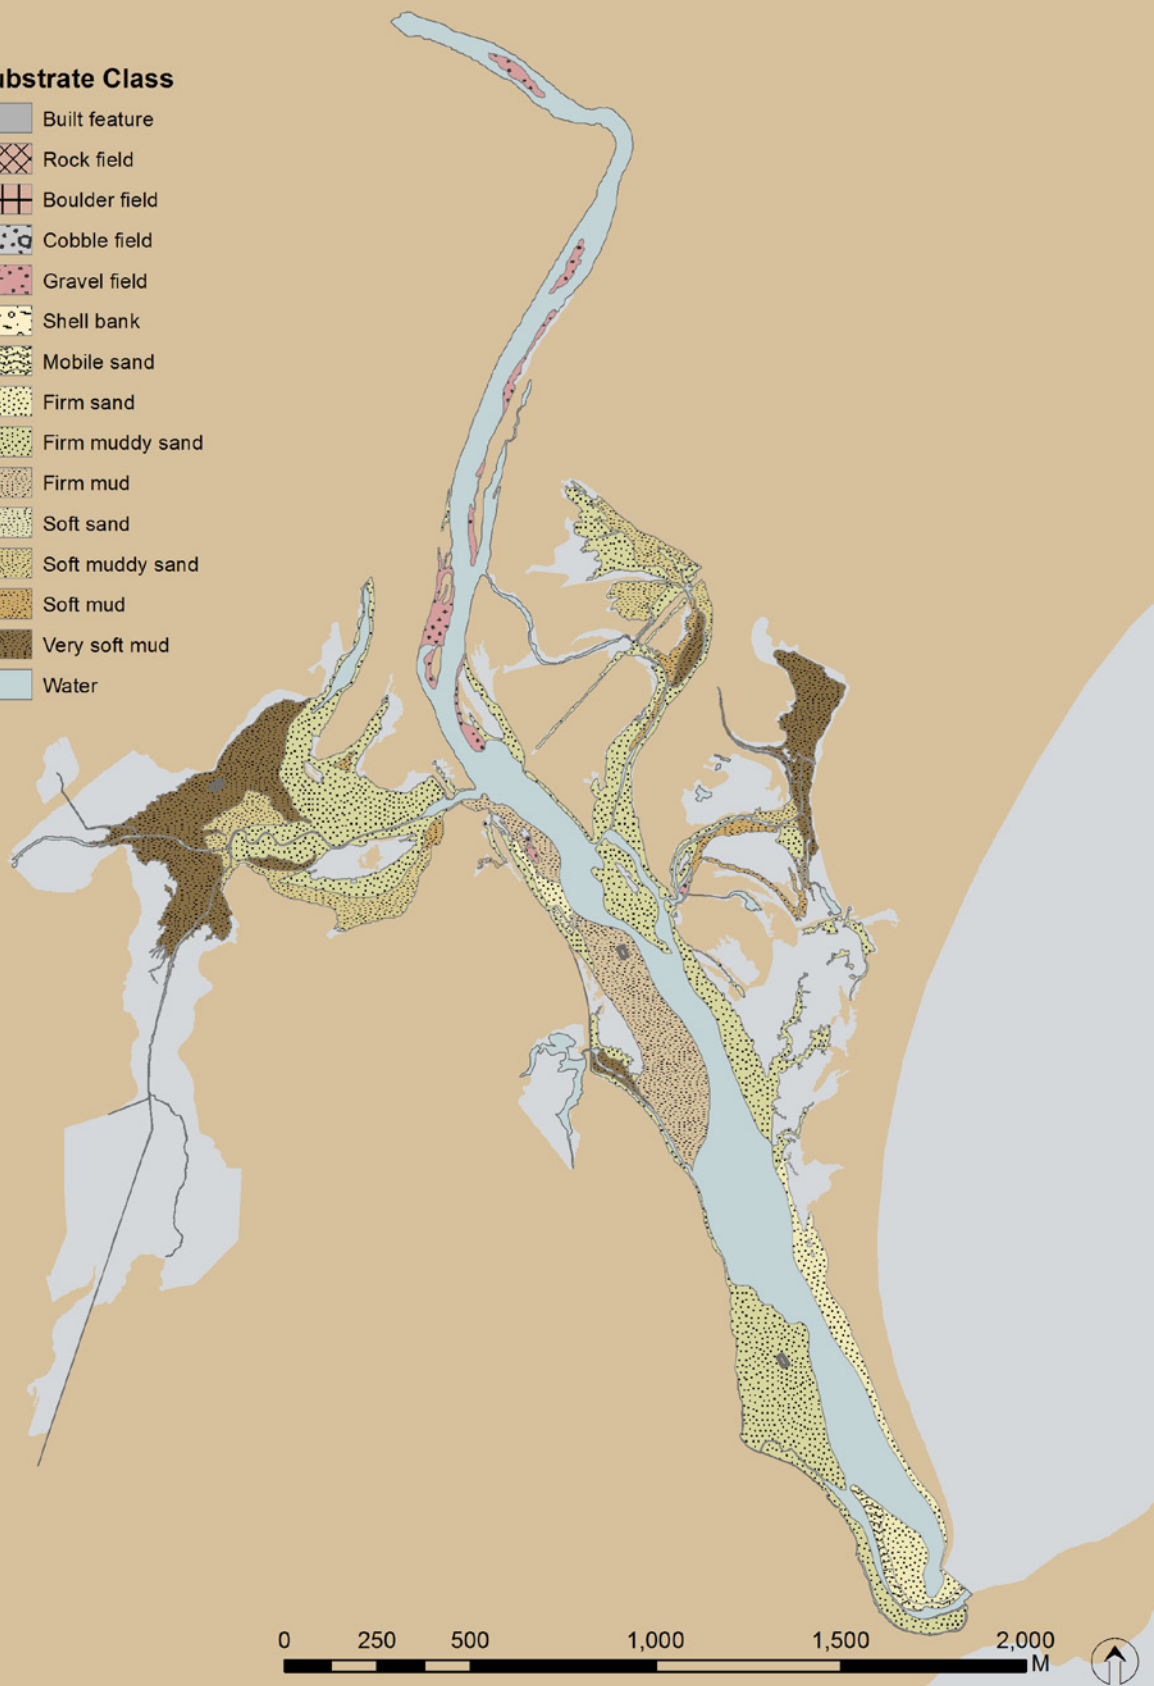 ubstrate Class
Built feature
Rock field
Boulder field
Cobble field
Gravel field
Shell bank
Mobile sand
Firm sand
Firm muddy sand
Firm mud
Soft sand
Soft muddy sand
Soft mud
Very soft mud
Water
0 250 500 1,000 1,500 2,000
M